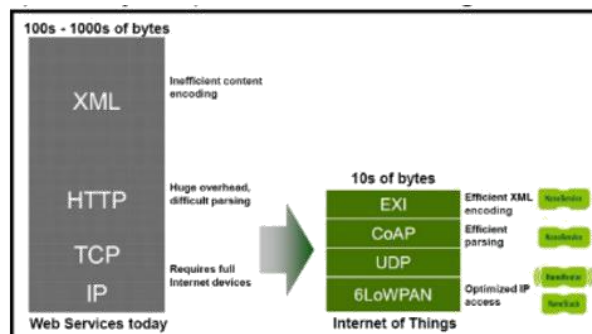 100s - 1000s of bytes
XML
Inefficient content
encoding
HTTP
Huge overhead,
difficult parsing
TCP
Requires full
Internet devices
IP
Web Services today
10s of bytes
EXI
Efficient XML
encoding
CoAP
Efficient
parsing
UDP
6LoWPAN
Optimized IP
access
Internet of Things